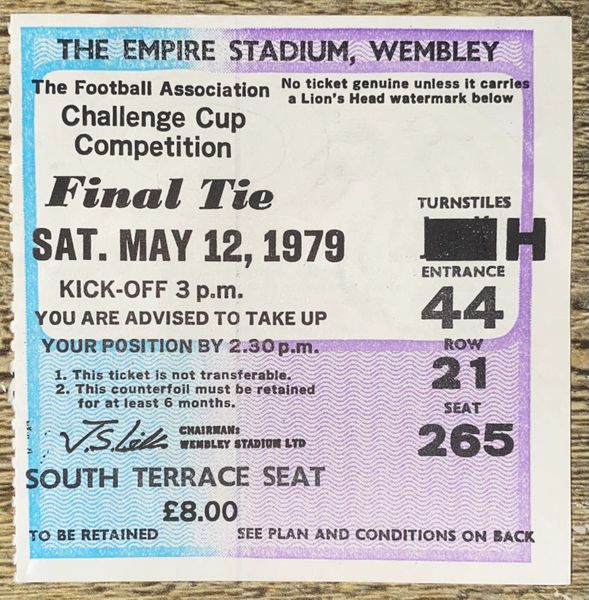 THE EMPIRE STADIUM, WEMBLEY
The Football Association
Challenge Cup
Competition
No ticket genuine unless it carries
a Lion's Head watermark below
Final Tie
SAT. MAY 12, 1979
KICK-OFF 3 p.m.
YOU ARE ADVISED TO TAKE UP
YOUR POSITION BY 2.30 p.m.
TURNSTILES
H
ENTRANCE
44
ROW
21
SEAT
265
1. This ticket is not transferable.
2. This counterfoil must be retained
for at least 6 months.
CHAIRMAN:
WEMBLEY STADIUM LTD
SOUTH TERRACE SEAT
£8.00
TO BE RETAINED
SEE PLAN AND CONDITIONS ON BACK